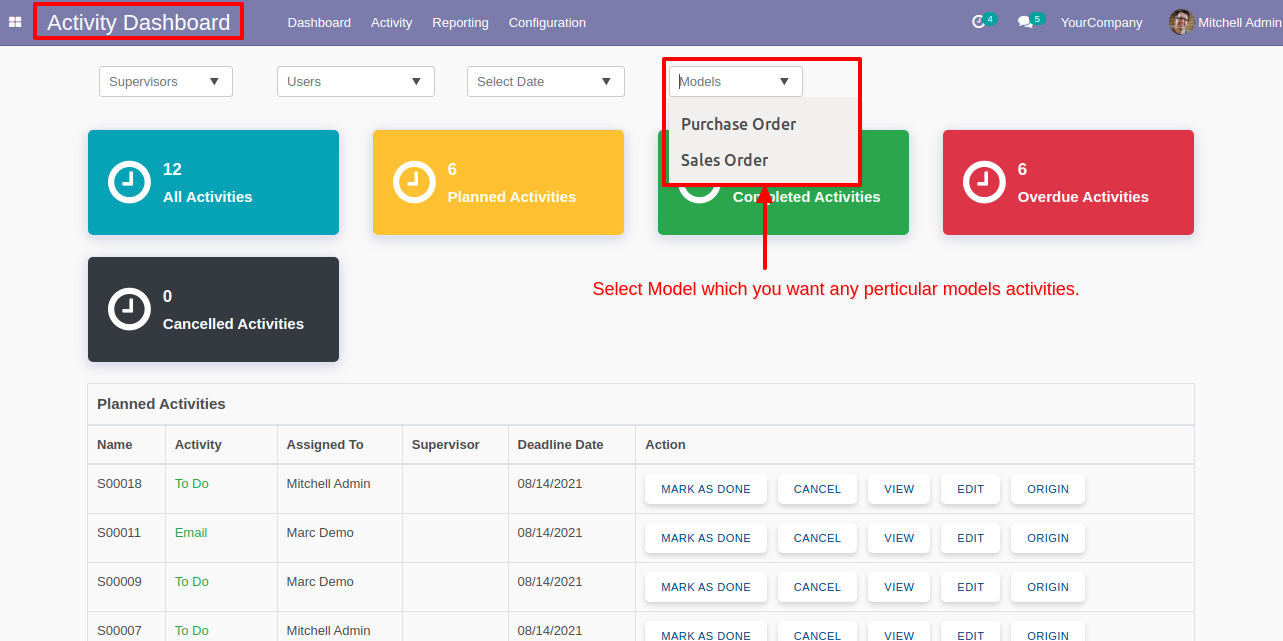 Activity Dashboard Dashboard Activity Reporting Configuration 4 5 YourCompany Mitchell Admin
Supervisors Users Select Date Models
Purchase Order
Sales Order
12
All Activities
6
Planned Activities
Completed Activities
6
Overdue Activities
0
Cancelled Activities
Select Model which you want any perticular models activities.
Planned Activities
Name Activity Assigned To Supervisor Deadline Date Action
S00018 To Do Mitchell Admin 08/14/2021 MARK AS DONE CANCEL VIEW EDIT ORIGIN
S00011 Email Marc Demo 08/14/2021 MARK AS DONE CANCEL VIEW EDIT ORIGIN
S00009 To Do Marc Demo 08/14/2021 MARK AS DONE CANCEL VIEW EDIT ORIGIN
S00007 To Do Mitchell Admin 08/14/2021 MARK AS DONE CANCEL VIEW EDIT ORIGIN